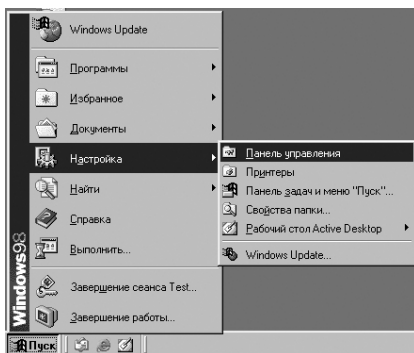 Windows Update
Программы
Избранное
Документы
Настройка
Найти
Справка
Выполнить...
Завершение сеанса Test...
Завершение работы...
Windows98
Панель управления
Принтеры
Панель задач и меню "Пуск"...
Свойства папки...
Рабочий стол Active Desktop
Windows Update...
Пуск